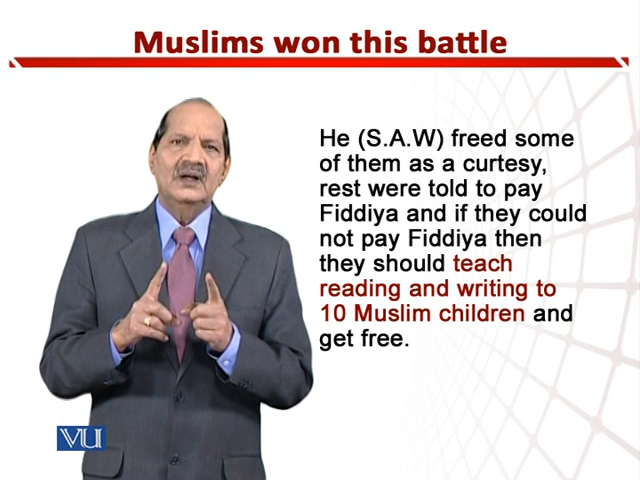 Muslims won this battle
He (S.A.W) freed some
of them as a curtesy,
rest were told to pay
Fiddiya and if they could
not pay Fiddiya then
they should teach
reading and writing to
10 Muslim children and
get free.
VU